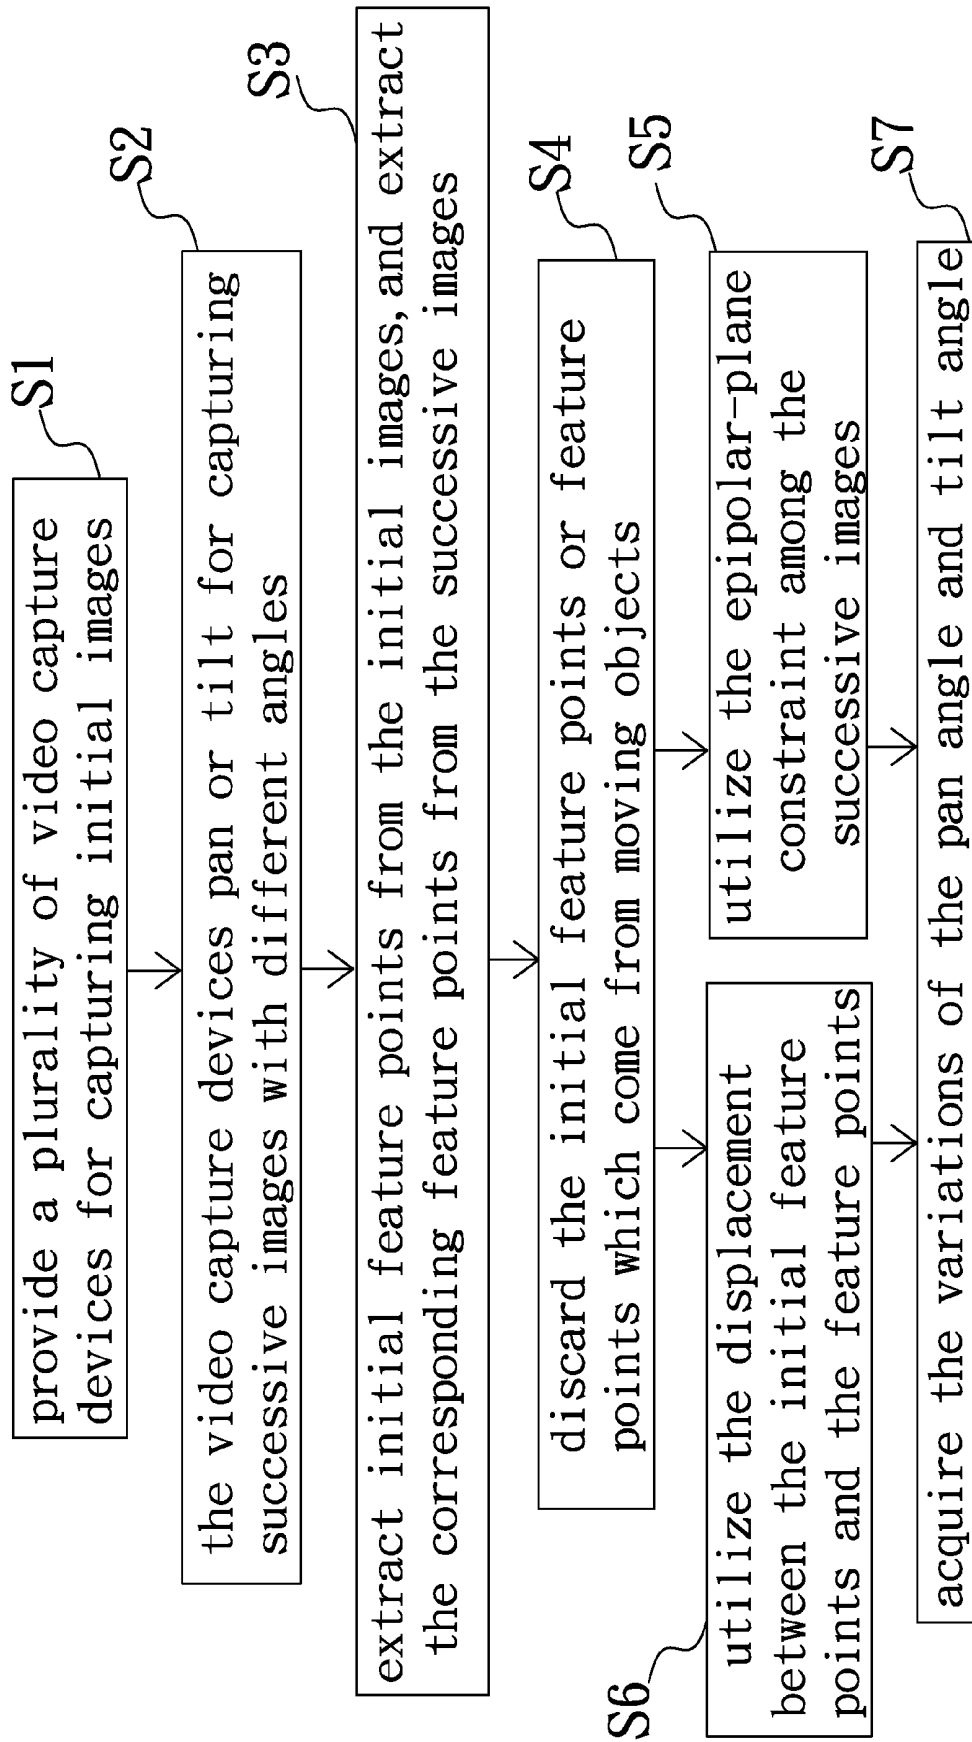 S1
provide a plurality of video capture
devices for capturing initial images
S2
the video capture devices pan or tilt for capturing
successive images with different angles
S3
extract initial feature points from the initial images, and extract
the corresponding feature points from the successive images
S4
discard the initial feature points or feature
points which come from moving objects
S6
utilize the displacement
between the initial feature
points and the feature points
S5
utilize the epipolar-plane
constraint among the
successive images
S7
acquire the variations of the pan angle and tilt angle